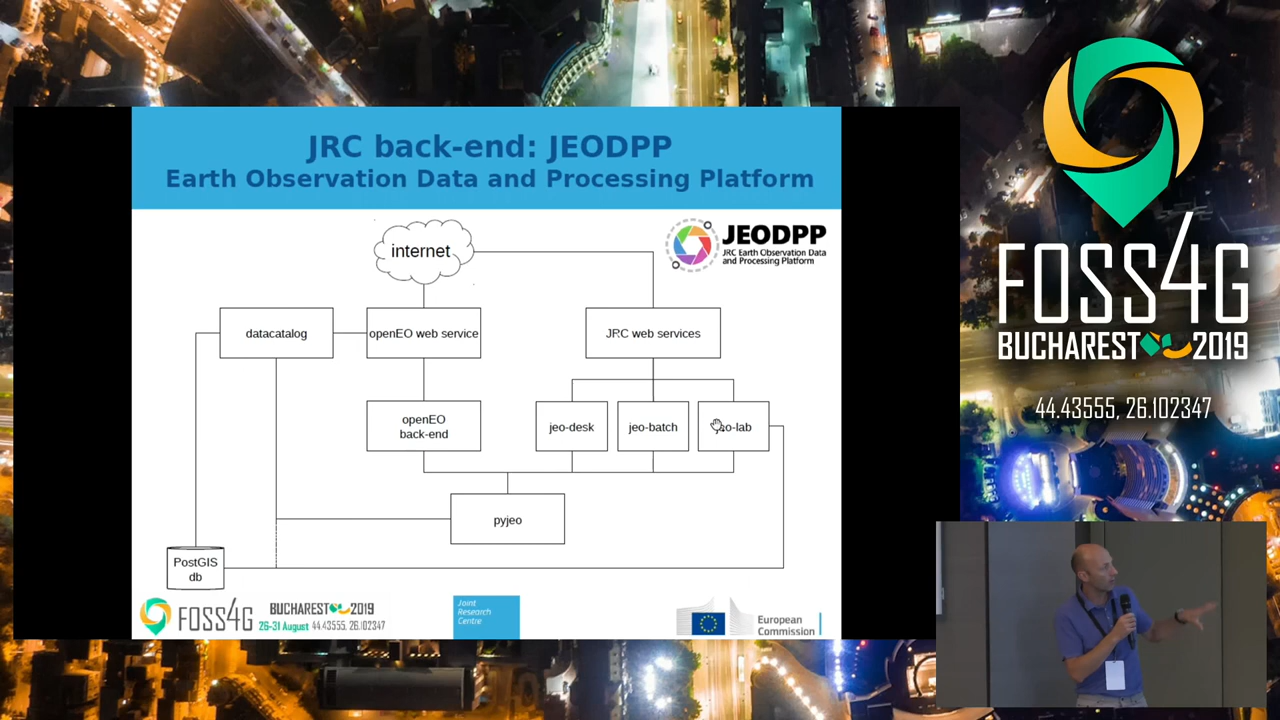 JRC back-end: JEODPP
Earth Observation Data and Processing Platform
internet
JEODPP
JRC Earth Observation Data
and Processing Platform
datacatalog
openEO web service
JRC web services
openEO
back-end
jeo-desk
jeo-batch
jeo-lab
pyjeo
PostGIS
db
FOSS4G
BUCHAREST 2019
26-31 August 44.43555, 26.102347
Joint
Research
Centre
European
Commission
FOSS4G
BUCHAREST 2019
44.43555, 26.102347